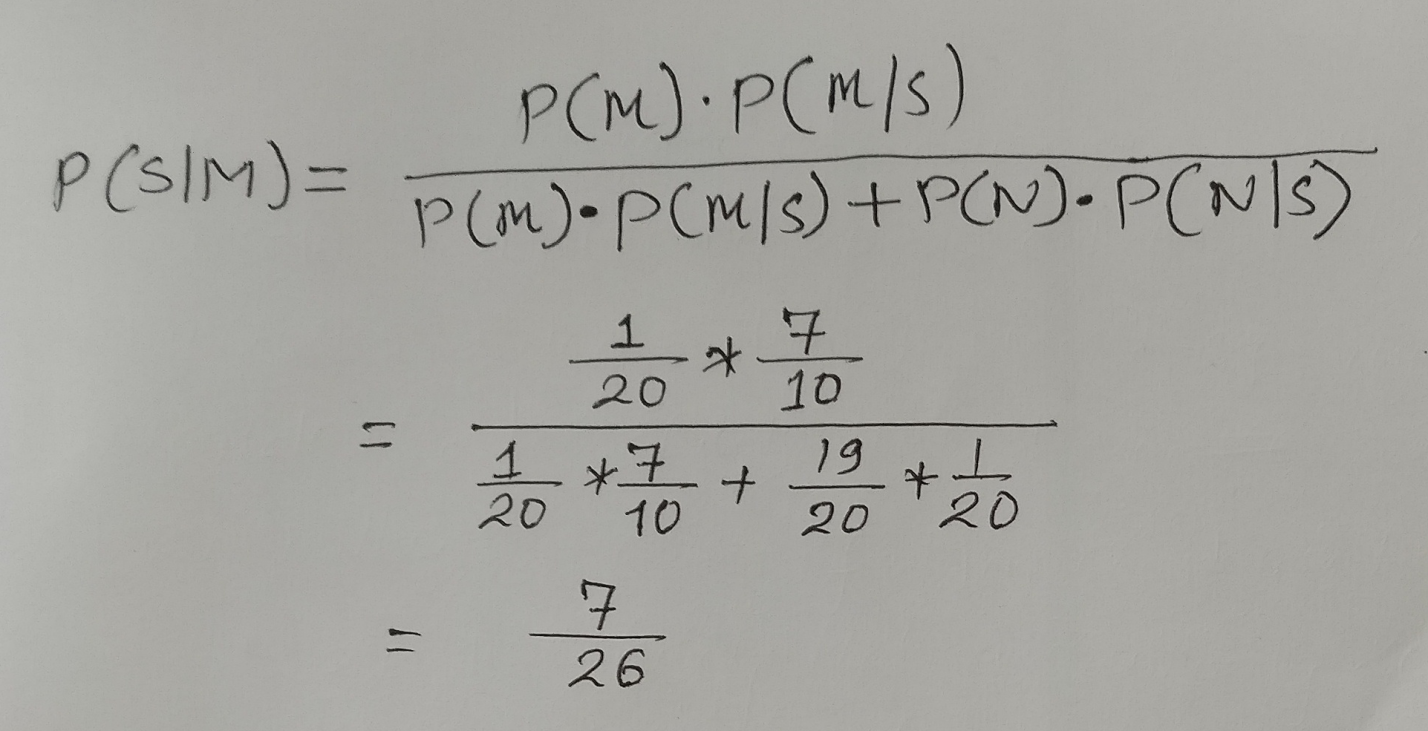 P(S|M) = P(M)·P(M/S) / P(M)·P(M/S) + P(N)·P(N|S)
= 1/20 * 7/10 / 1/20 * 7/10 + 19/20 * 1/20
= 7/26